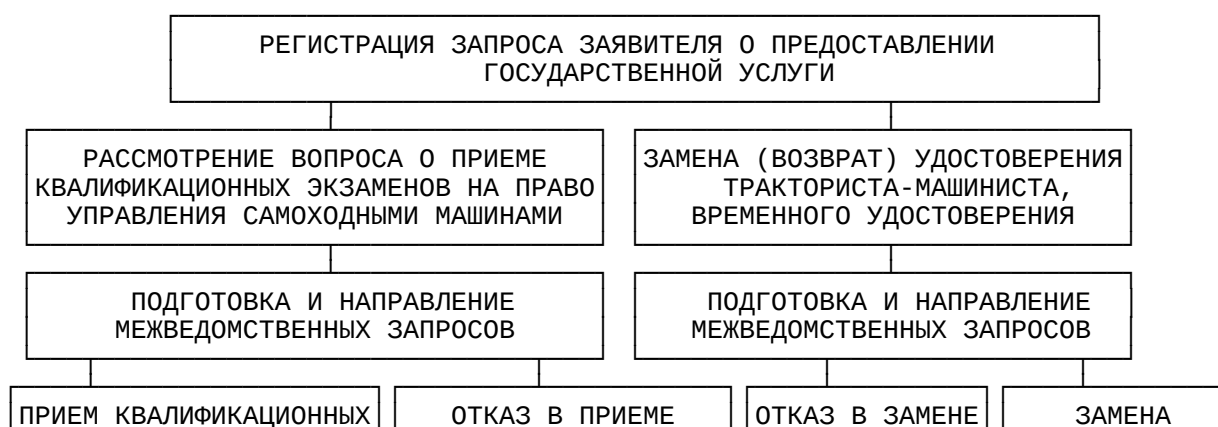 РЕГИСТРАЦИЯ ЗАПРОСА ЗАЯВИТЕЛЯ О ПРЕДОСТАВЛЕНИИ
ГОСУДАРСТВЕННОЙ УСЛУГИ
РАССМОТРЕНИЕ ВОПРОСА О ПРИЕМЕ
КВАЛИФИКАЦИОННЫХ ЭКЗАМЕНОВ НА ПРАВО
УПРАВЛЕНИЯ САМОХОДНЫМИ МАШИНАМИ
ЗАМЕНА (ВОЗВРАТ) УДОСТОВЕРЕНИЯ
ТРАКТОРИСТА-МАШИНИСТА,
ВРЕМЕННОГО УДОСТОВЕРЕНИЯ
ПОДГОТОВКА И НАПРАВЛЕНИЕ
МЕЖВЕДОМСТВЕННЫХ ЗАПРОСОВ
ПОДГОТОВКА И НАПРАВЛЕНИЕ
МЕЖВЕДОМСТВЕННЫХ ЗАПРОСОВ
ПРИЕМ КВАЛИФИКАЦИОННЫХ
ОТКАЗ В ПРИЕМЕ
ОТКАЗ В ЗАМЕНЕ
ЗАМЕНА